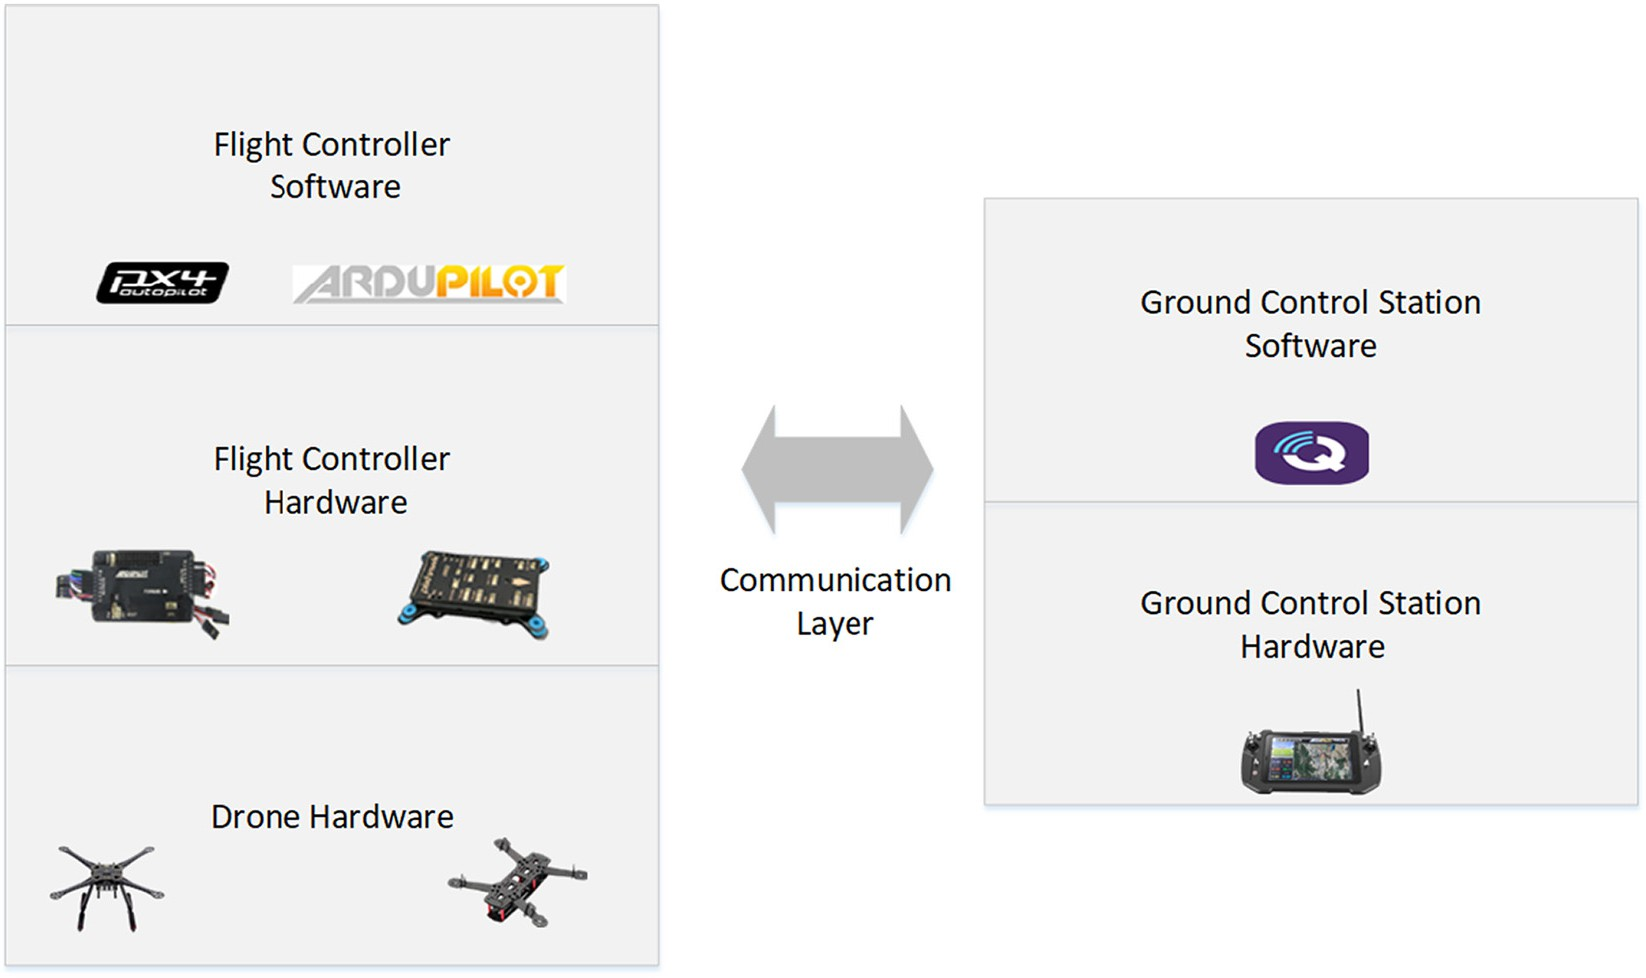 Flight Controller
Software
px4
autopilot
ARDUPILOT
Flight Controller
Hardware
ARDUPILOT
Drone Hardware
Communication
Layer
Ground Control Station
Software
Q
Ground Control Station
Hardware